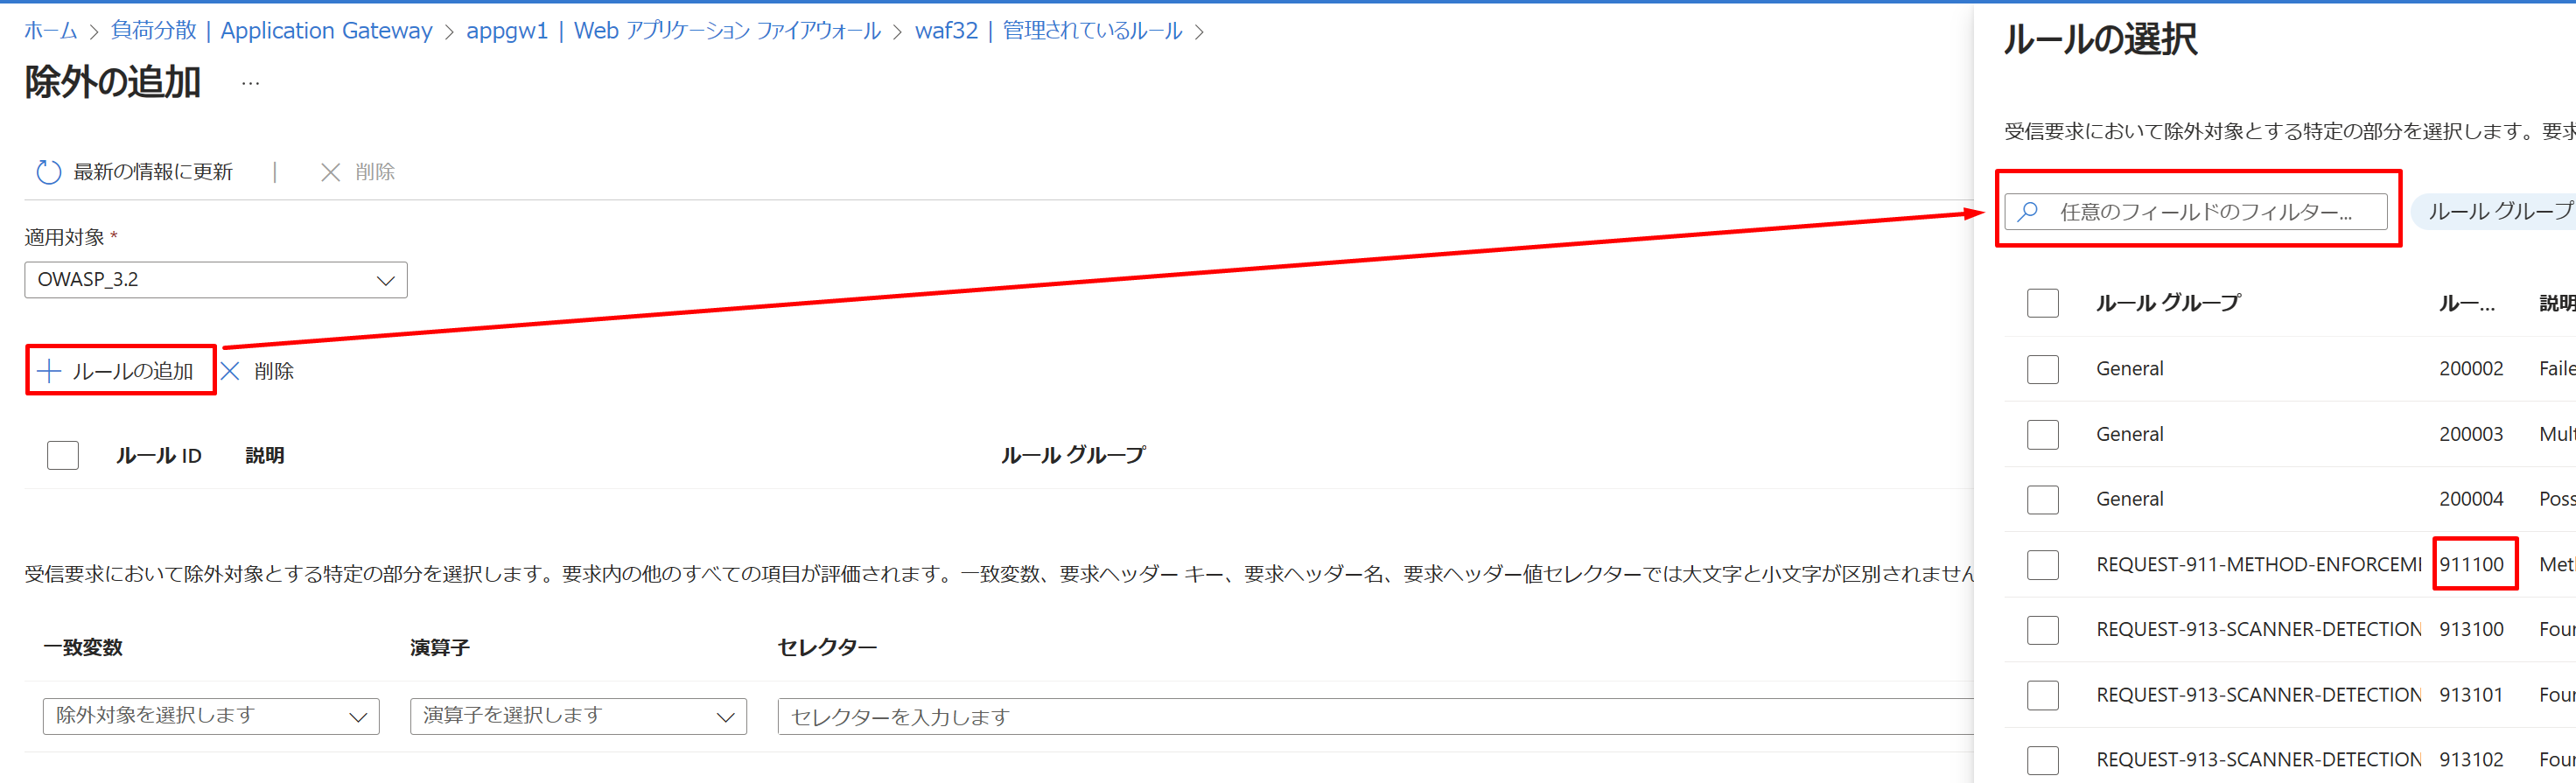 ホーム > 負荷分散 | Application Gateway > appgw1 | Web アプリケーション ファイアウォール > waf32 | 管理されているルール >
除外の追加 …
最新の情報に更新 | 削除
適用対象 *
OWASP_3.2
ルールの追加 削除
ルール ID 説明 ルール グループ
受信要求において除外対象とする特定の部分を選択します。要求内の他のすべての項目が評価されます。一致変数、要求ヘッダー キー、要求ヘッダー名、要求ヘッダー値セレクターでは大文字と小文字が区別されません
一致変数 演算子 セレクター
除外対象を選択します 演算子を選択します セレクターを入力します
ルールの選択
受信要求において除外対象とする特定の部分を選択します。要求
任意のフィールドのフィルター... ルール グループ
ルール グループ ルー... 説明
General 200002 Faile
General 200003 Mult
General 200004 Poss
REQUEST-911-METHOD-ENFORCEMI 911100 Meth
REQUEST-913-SCANNER-DETECTION 913100 Four
REQUEST-913-SCANNER-DETECTION 913101 Four
REQUEST-913-SCANNER-DETECTION 913102 Four